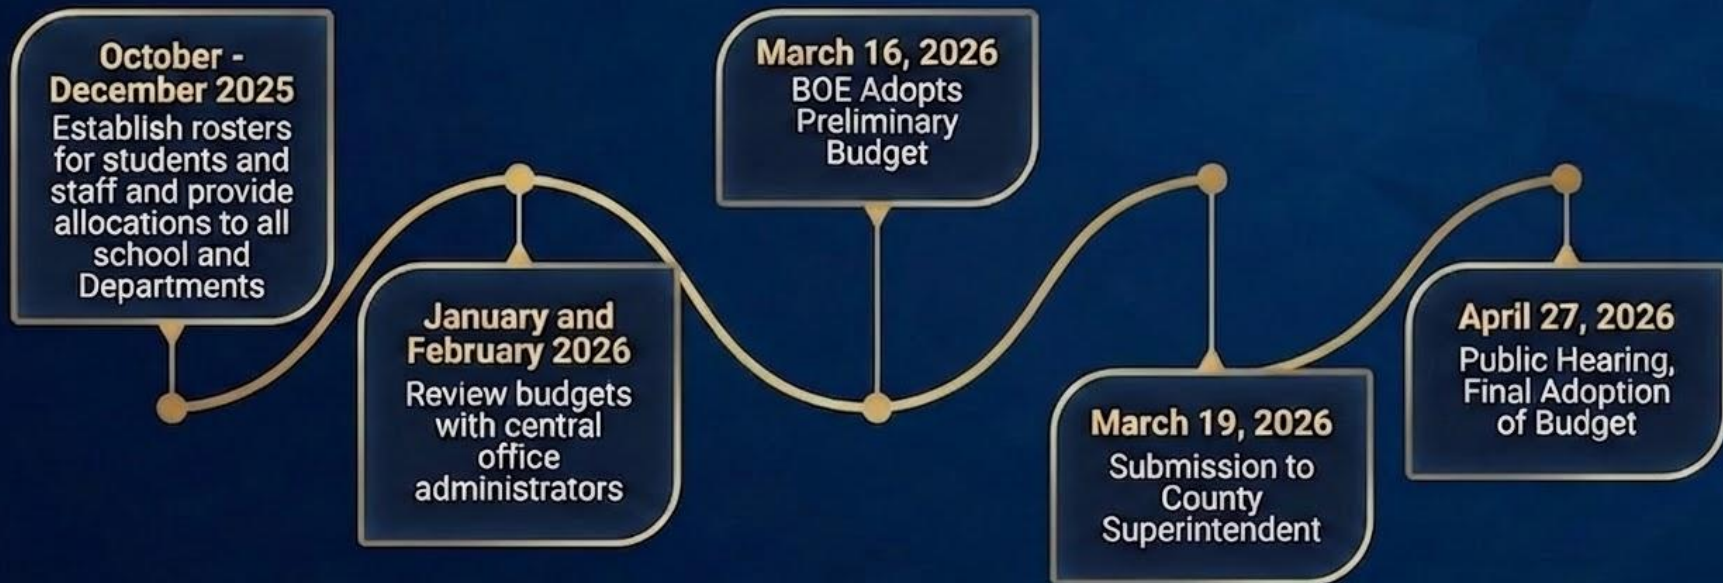 October -
December 2025
Establish rosters
for students and
staff and provide
allocations to all
school and
Departments
January and
February 2026
Review budgets
with central
office
administrators
March 16, 2026
BOE Adopts
Preliminary
Budget
March 19, 2026
Submission to
County
Superintendent
April 27, 2026
Public Hearing,
Final Adoption
of Budget